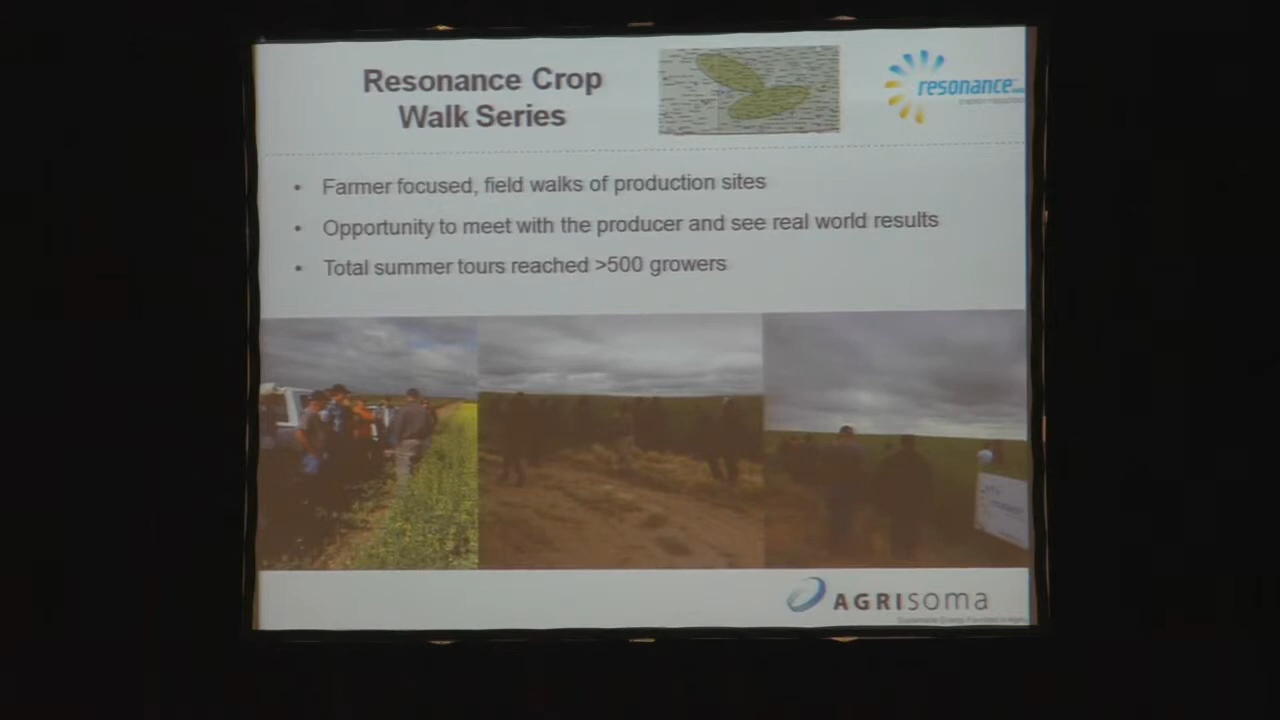 Resonance Crop
Walk Series
resonance
• Farmer focused, field walks of production sites
• Opportunity to meet with the producer and see real world results
• Total summer tours reached >500 growers
AGRISOMA